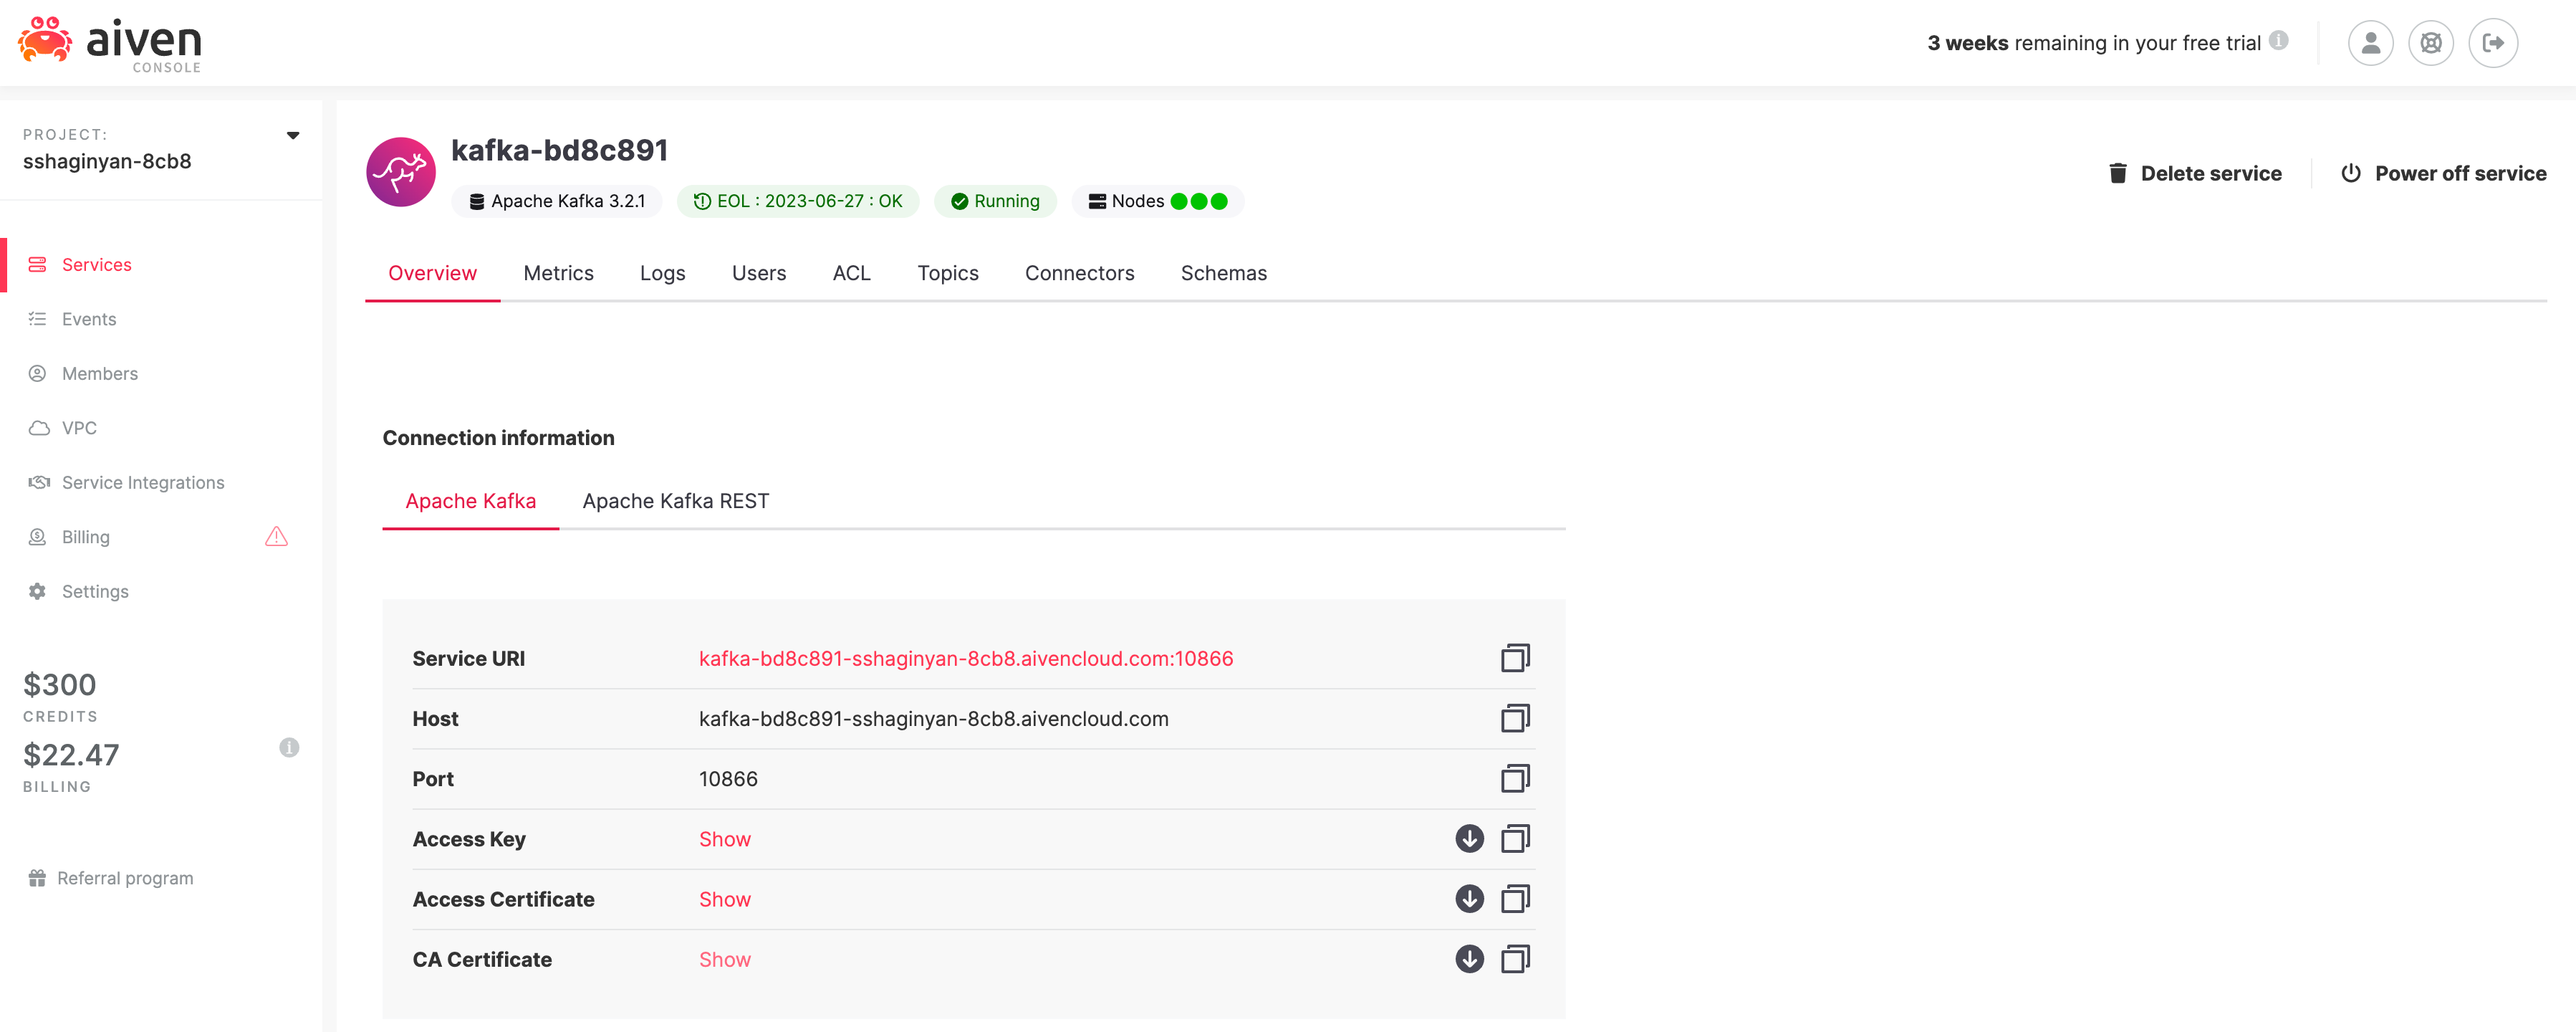 aiven
CONSOLE
3 weeks remaining in your free trial
PROJECT:
sshaginyan-8cb8
Services
Events
Members
VPC
Service Integrations
Billing
Settings
$300
CREDITS
$22.47
BILLING
Referral program
kafka-bd8c891
Apache Kafka 3.2.1
EOL : 2023-06-27 : OK
Running
Nodes
Delete service
Power off service
Overview Metrics Logs Users ACL Topics Connectors Schemas
Connection information
Apache Kafka Apache Kafka REST
Service URI kafka-bd8c891-sshaginyan-8cb8.aivencloud.com:10866
Host kafka-bd8c891-sshaginyan-8cb8.aivencloud.com
Port 10866
Access Key Show
Access Certificate Show
CA Certificate Show